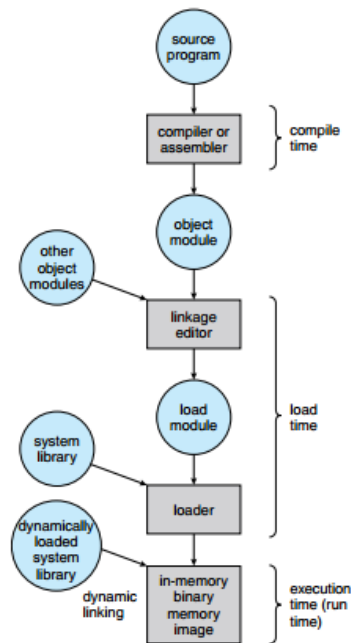 source
program
compiler or
assembler
compile
time
object
module
other
object
modules
linkage
editor
load
module
load
time
system
library
loader
dynamically
loaded
system
library
dynamic
linking
in-memory
binary
memory
image
execution
time (run
time)